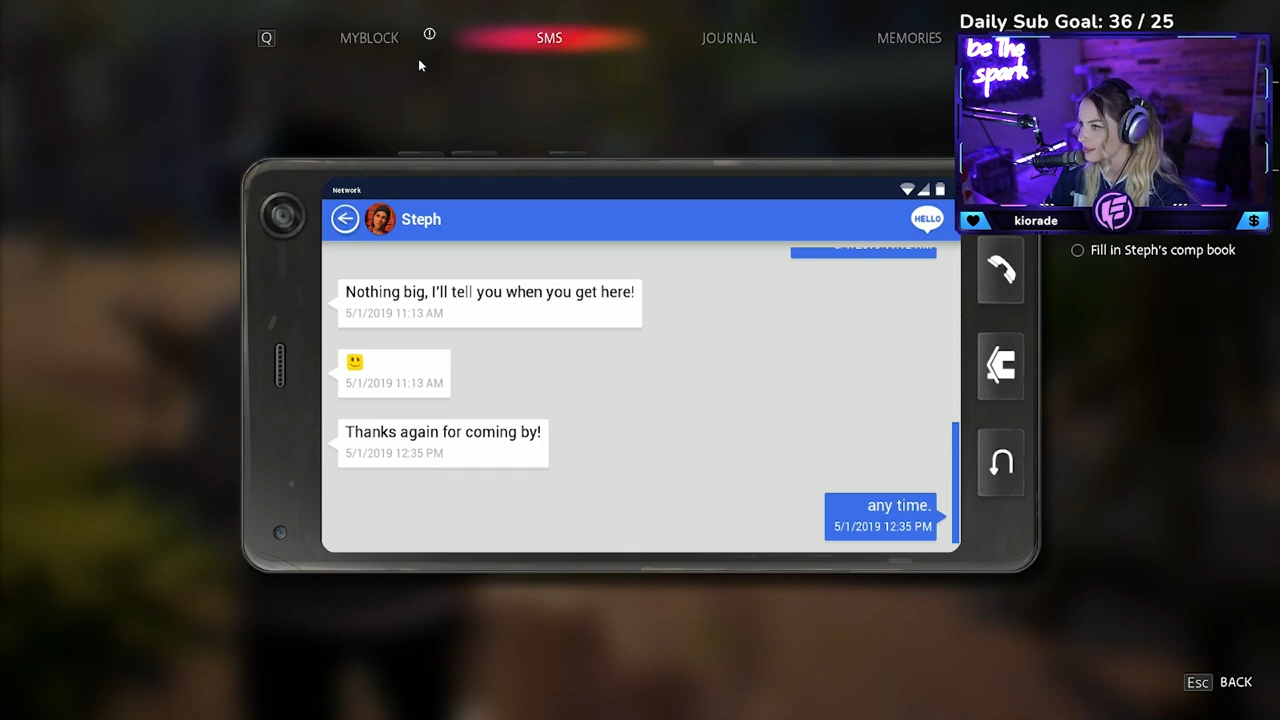 Daily Sub Goal: 36 / 25
Q
MYBLOCK
SMS
JOURNAL
MEMORIES
be the
spark
Network
Steph
HELLO
kiorade
$
Fill in Steph's comp book
Nothing big, I'll tell you when you get here!
5/1/2019 11:13 AM
5/1/2019 11:13 AM
Thanks again for coming by!
5/1/2019 12:35 PM
any time.
5/1/2019 12:35 PM
Esc BACK